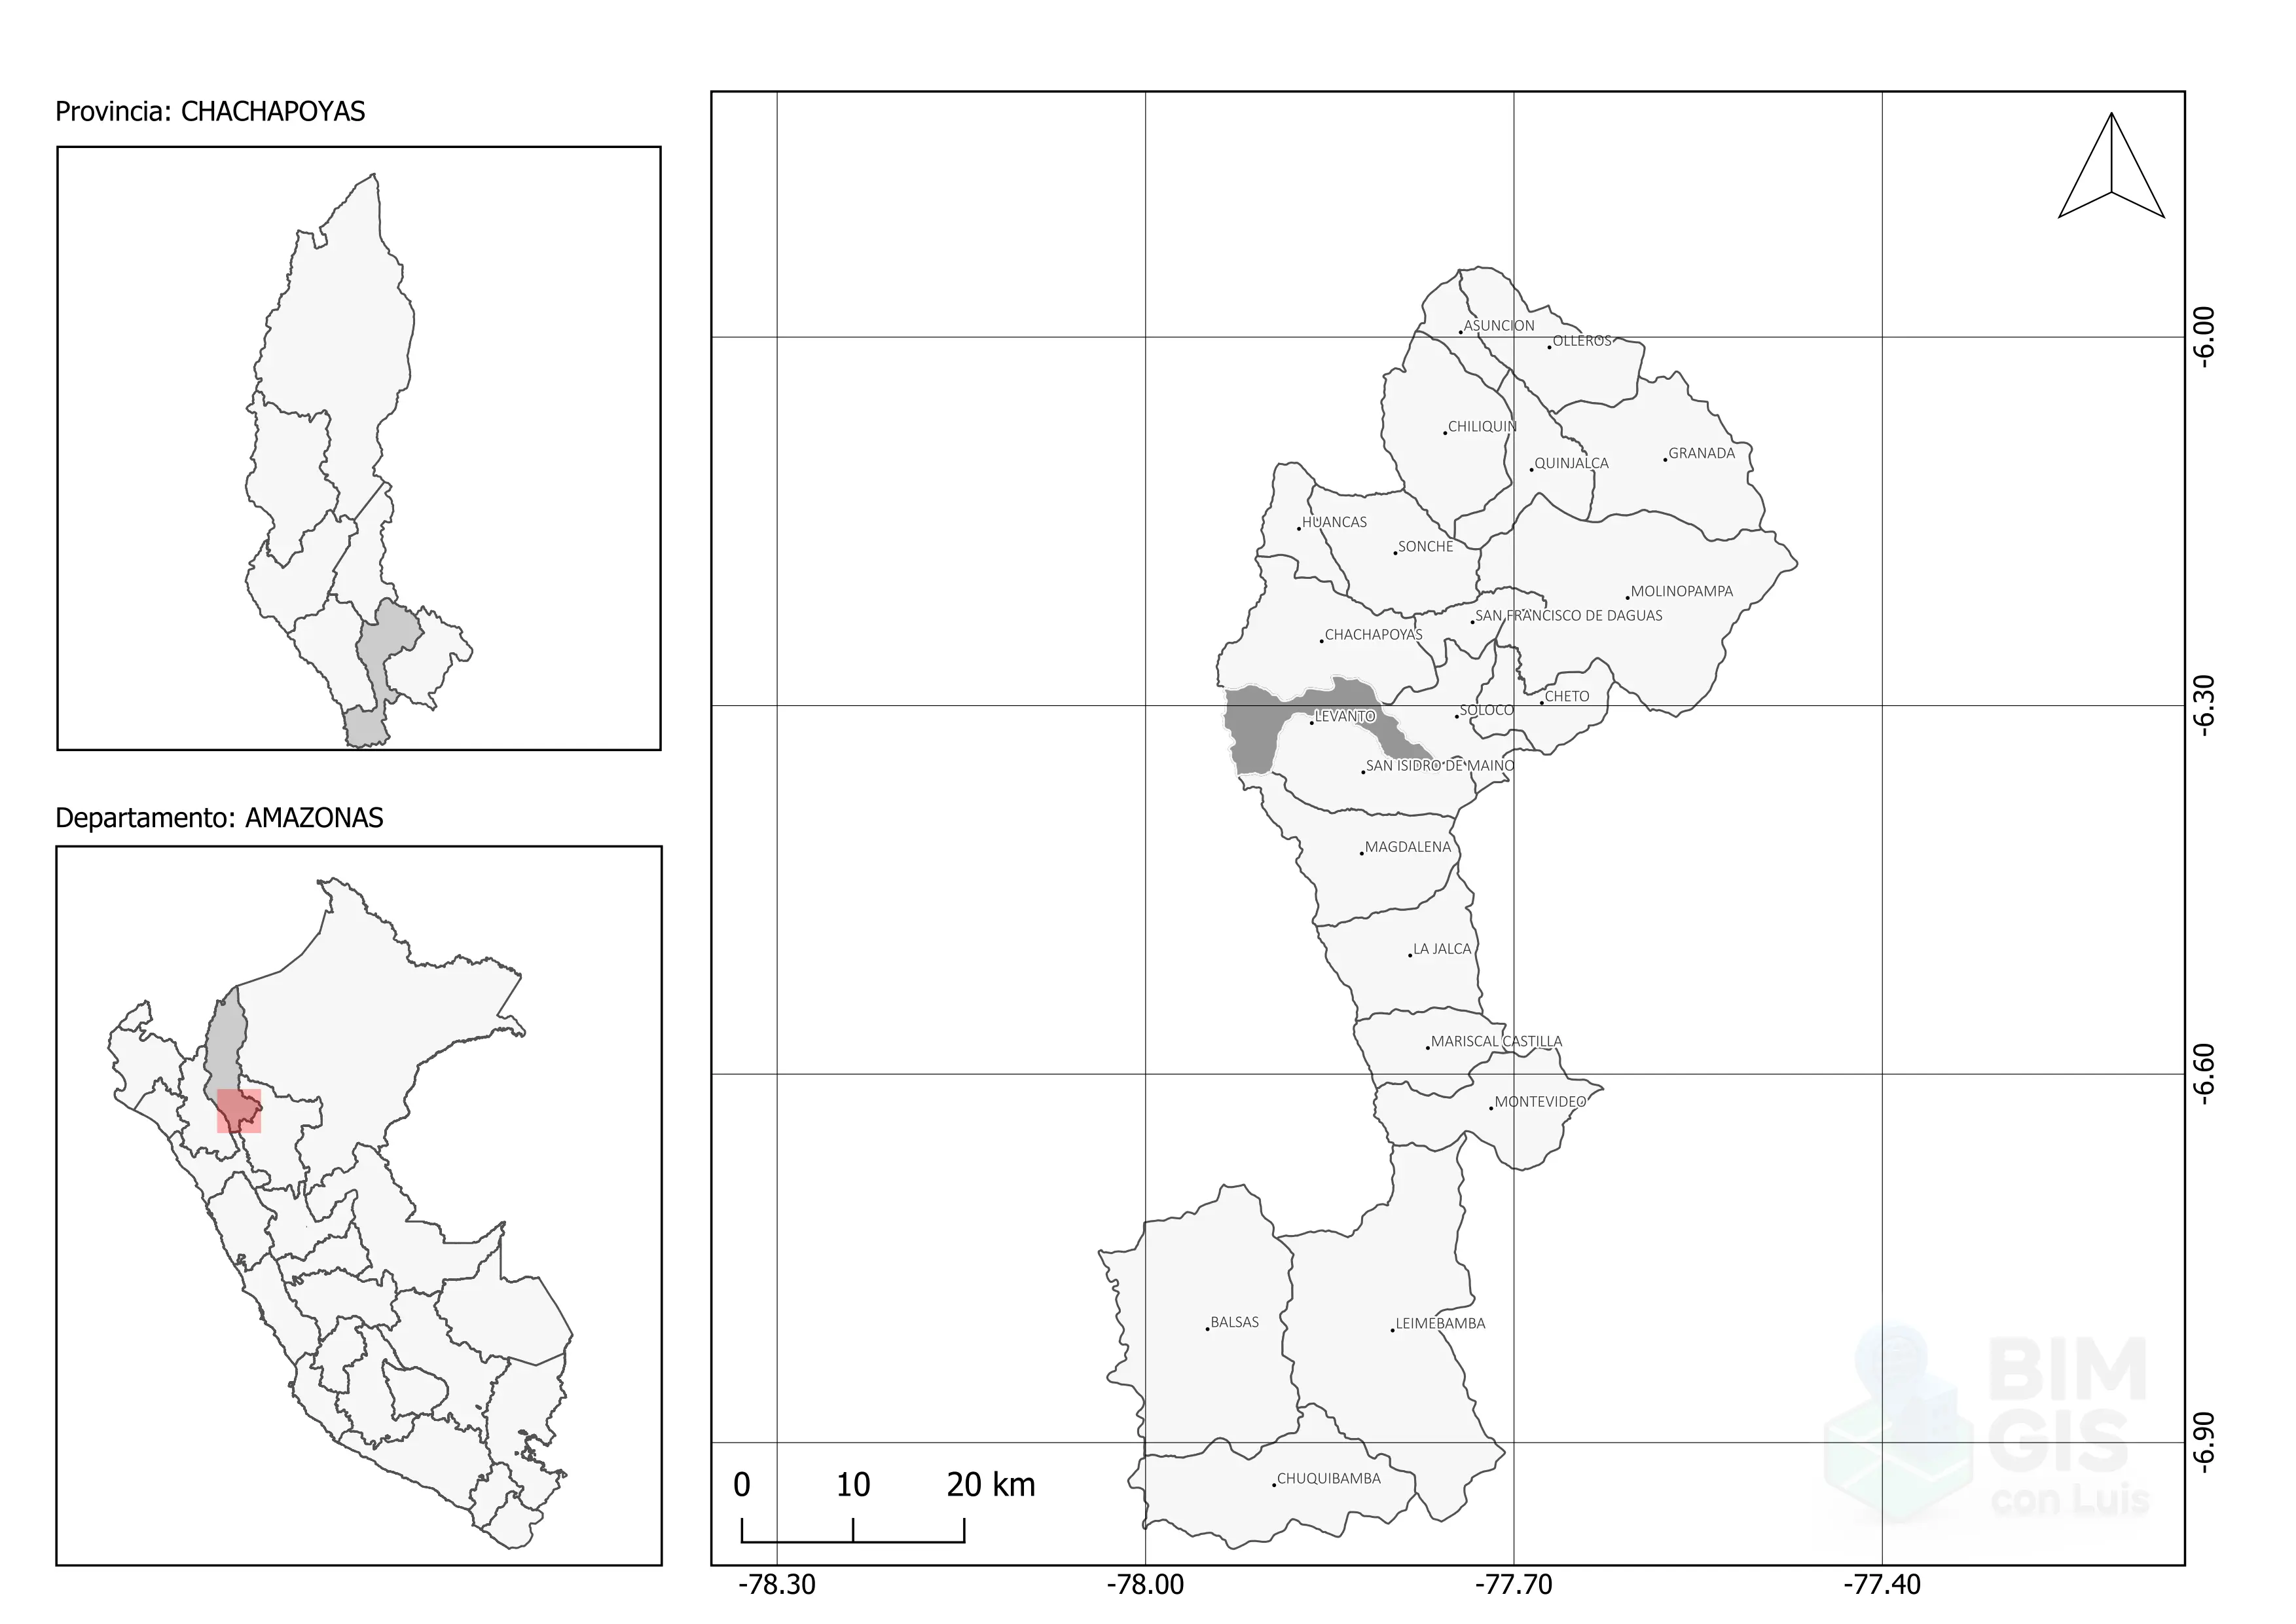 Provincia: CHACHAPOYAS
Departamento: AMAZONAS
ASUNCION
OLLEROS
CHILIQUIN
QUINJALCA
GRANADA
HUANCAS
SONCHE
MOLINOPAMPA
SAN FRANCISCO DE DAGUAS
CHACHAPOYAS
CHETO
SOLOCO
LEVANTO
SAN ISIDRO DE MAINO
MAGDALENA
LA JALCA
MARISCAL CASTILLA
MONTEVIDEO
BALSAS
LEIMEBAMBA
CHUQUIBAMBA
0 10 20 km
-78.30 -78.00 -77.70 -77.40
-6.00
-6.30
-6.60
-6.90
BIM
GIS
con Luis